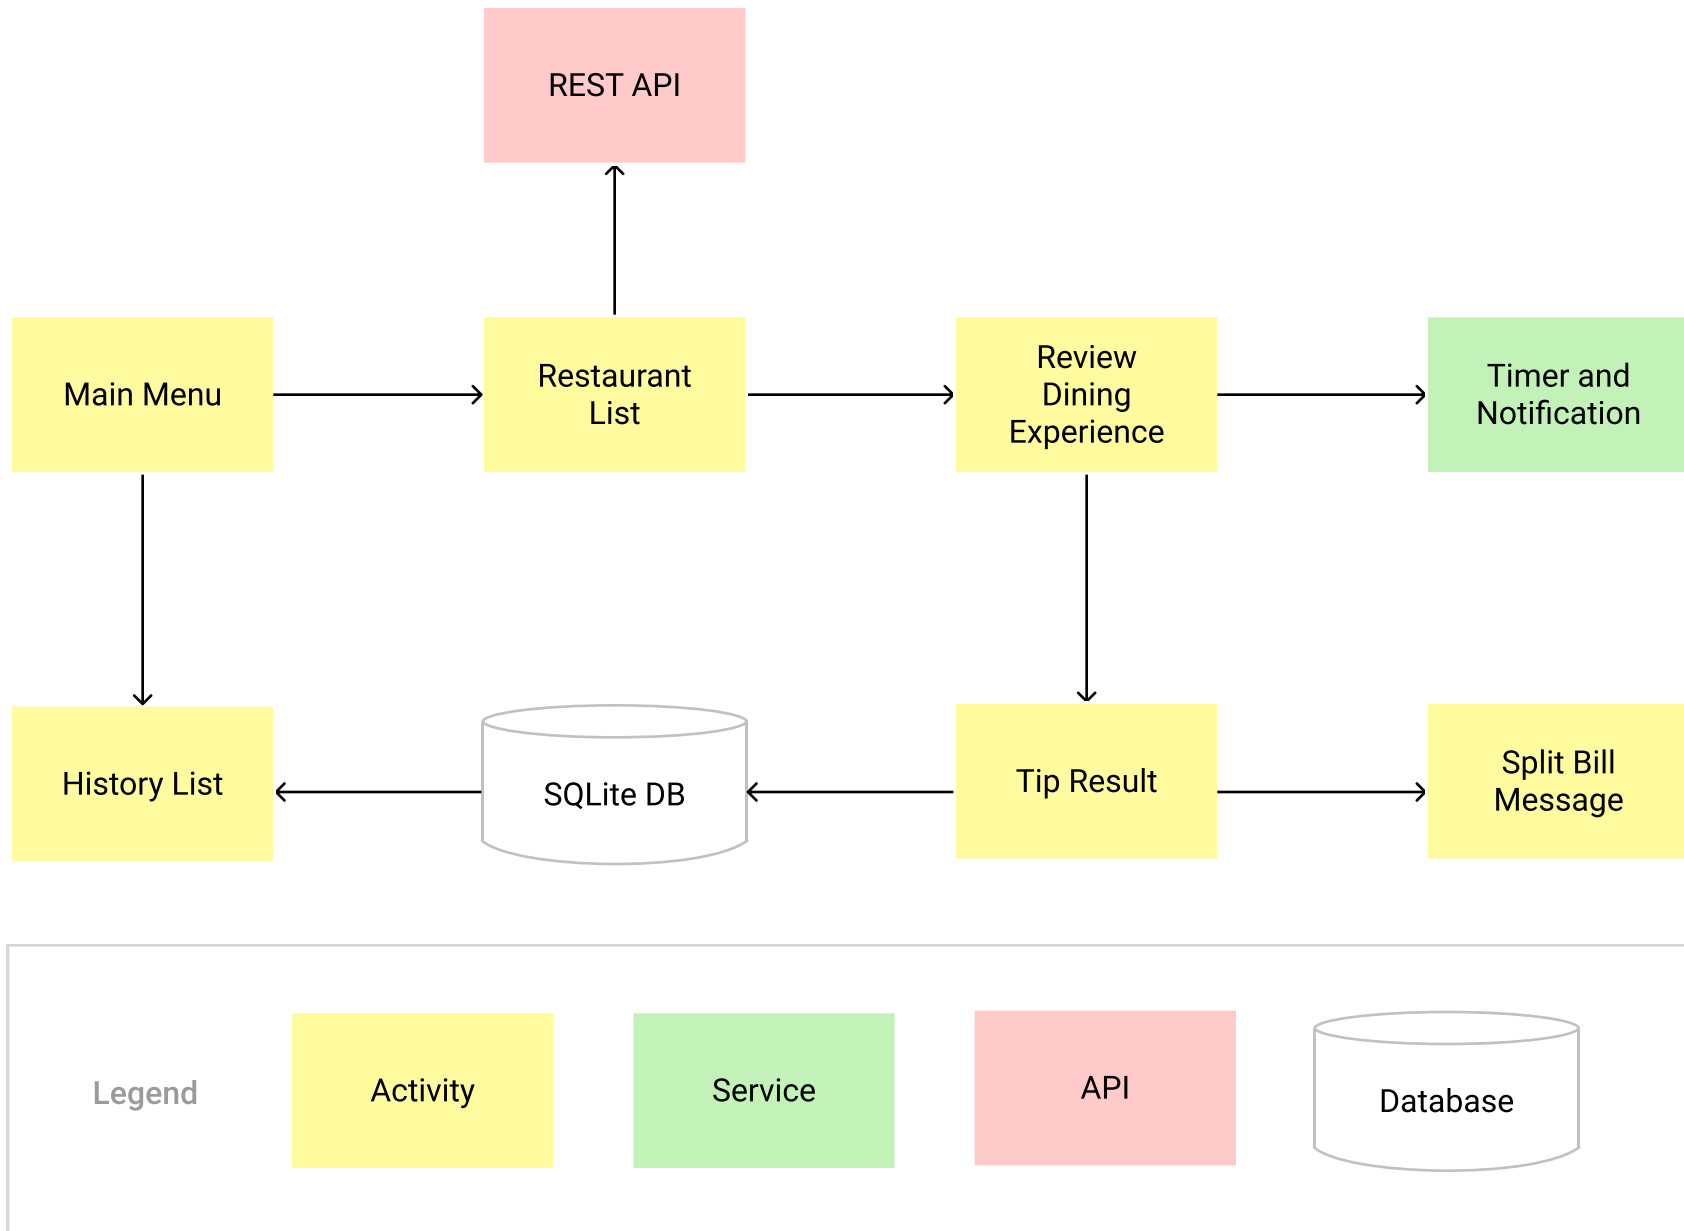 REST API
Main Menu
Restaurant
List
Review
Dining
Experience
Timer and
Notification
History List
SQLite DB
Tip Result
Split Bill
Message
Legend
Activity
Service
API
Database